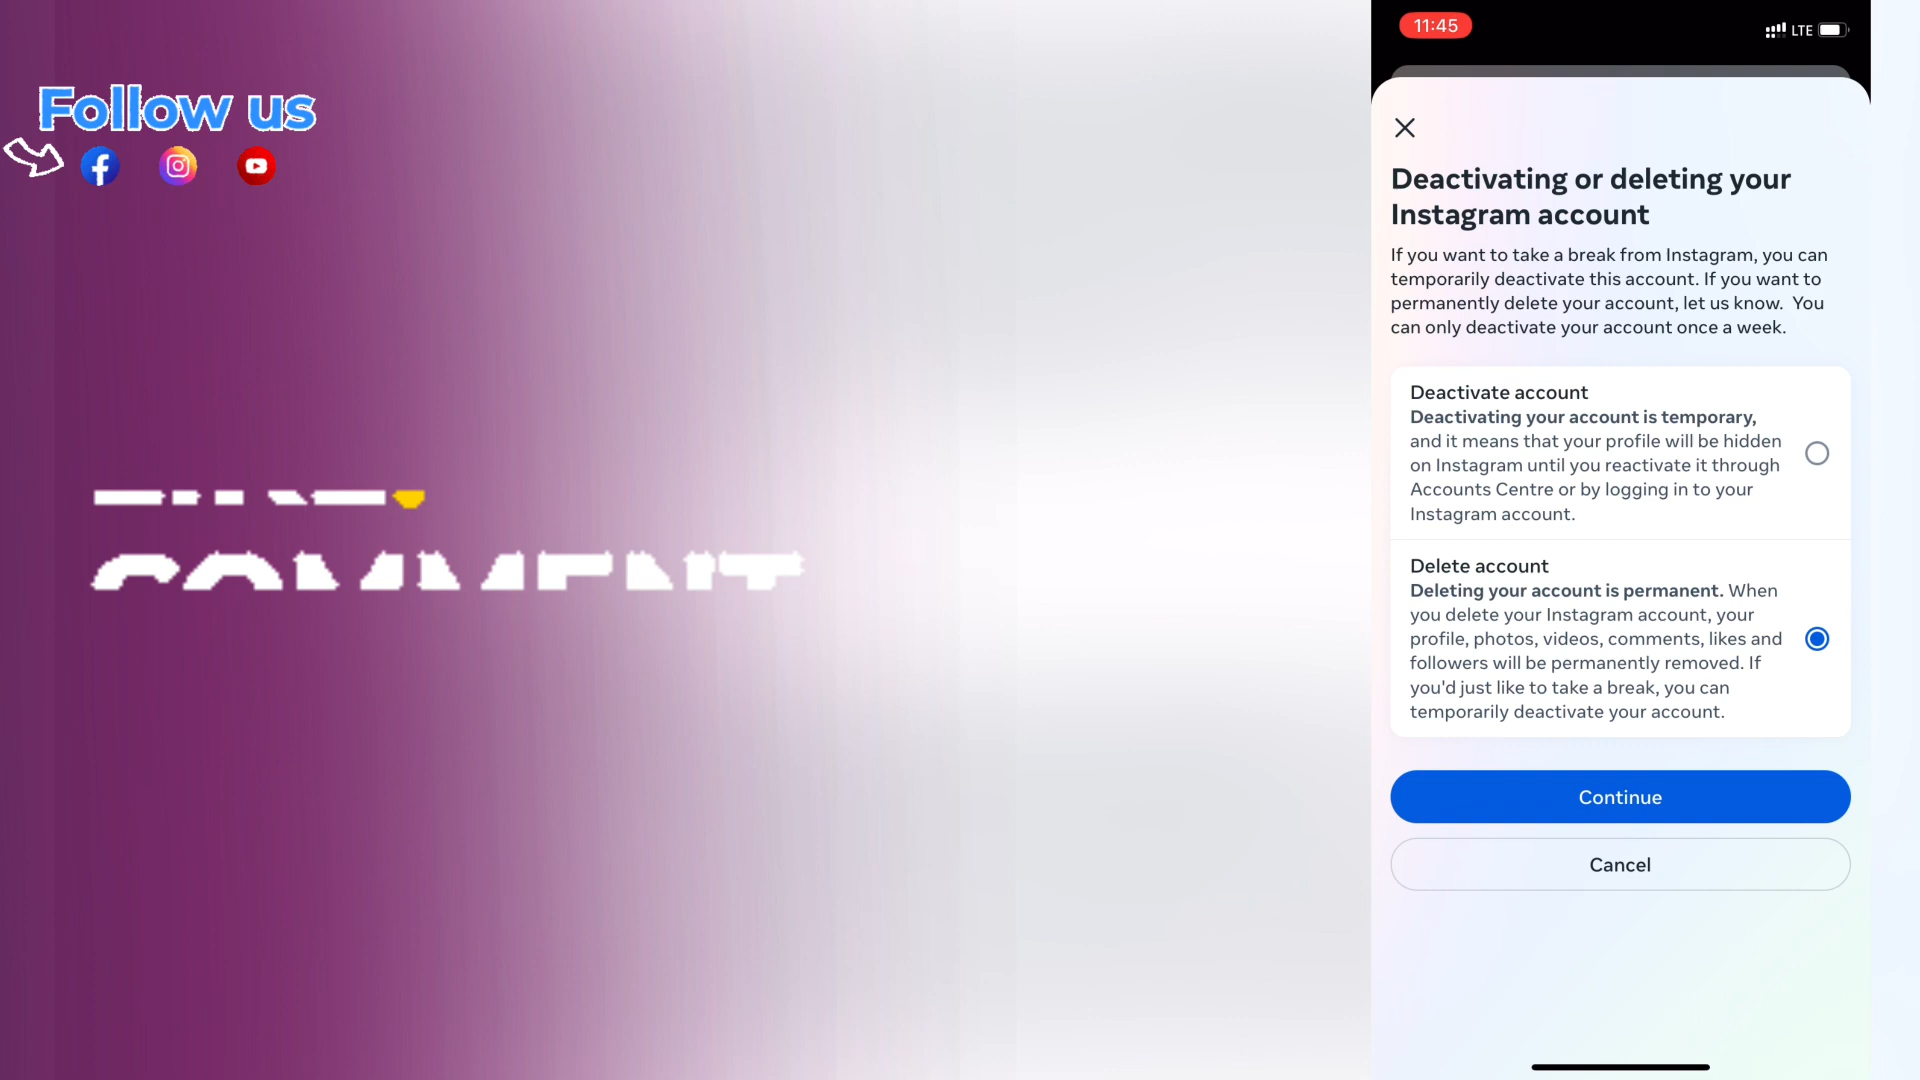 Follow us
11:45
LTE
Deactivating or deleting your
Instagram account
If you want to take a break from Instagram, you can
temporarily deactivate this account. If you want to
permanently delete your account, let us know. You
can only deactivate your account once a week.
Deactivate account
Deactivating your account is temporary,
and it means that your profile will be hidden
on Instagram until you reactivate it through
Accounts Centre or by logging in to your
Instagram account.
Delete account
Deleting your account is permanent. When
you delete your Instagram account, your
profile, photos, videos, comments, likes and
followers will be permanently removed. If
you'd just like to take a break, you can
temporarily deactivate your account.
Continue
Cancel